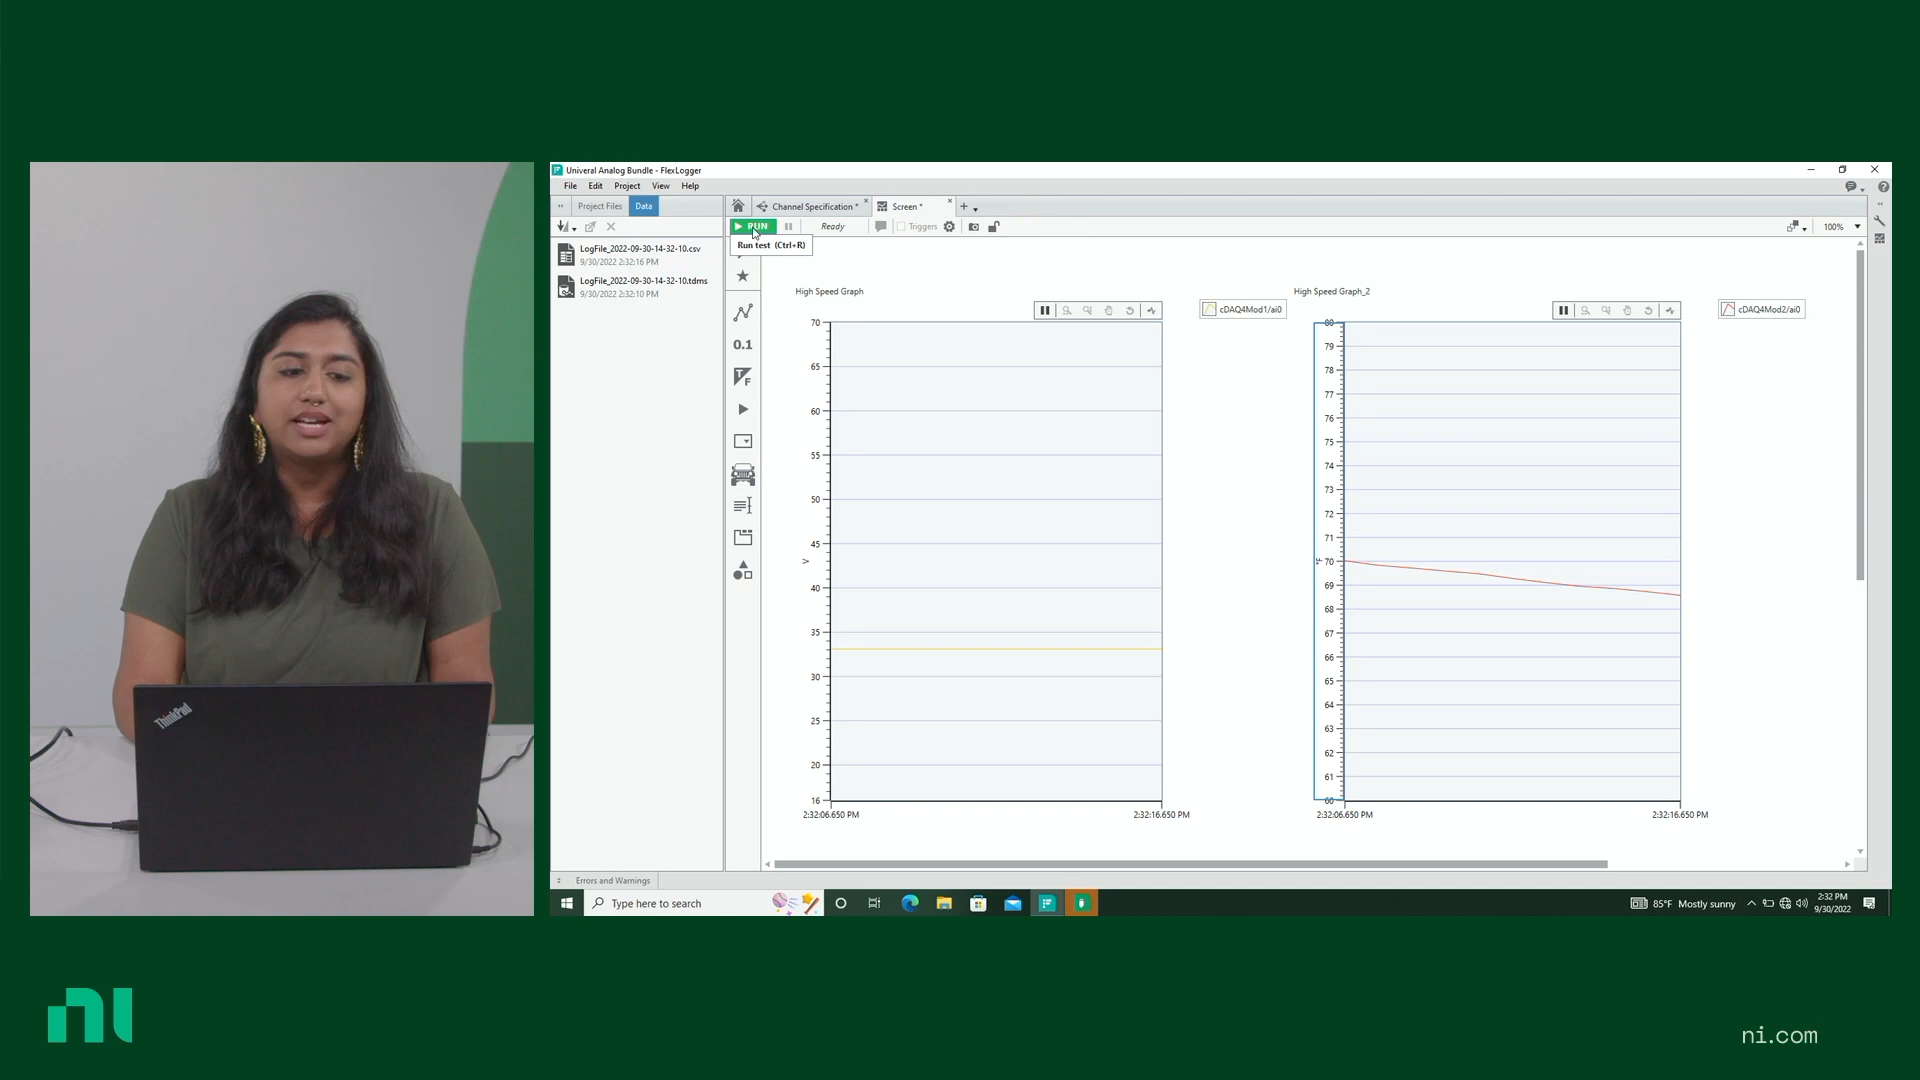 Univeral Analog Bundle - FlexLogger
File Edit Project View Help
Project Files Data
Channel Specification *
Screen *
RUN
Ready
Triggers
100%
Run test (Ctrl+R)
LogFile_2022-09-30-14-32-10.csv
9/30/2022 2:32:16 PM
LogFile_2022-09-30-14-32-10.tdms
9/30/2022 2:32:10 PM
0.1
T F
High Speed Graph
cDAQ4Mod1/ai0
70
65
60
55
50
45
V
40
35
30
25
20
16
2:32:06.650 PM 2:32:16.650 PM
High Speed Graph_2
cDAQ4Mod2/ai0
80
79
78
77
76
75
74
73
72
71
°F
70
69
68
67
66
65
64
63
62
61
60
2:32:06.650 PM 2:32:16.650 PM
Errors and Warnings
Type here to search
85°F Mostly sunny
2:32 PM
9/30/2022
ThinkPad
ni
ni.com